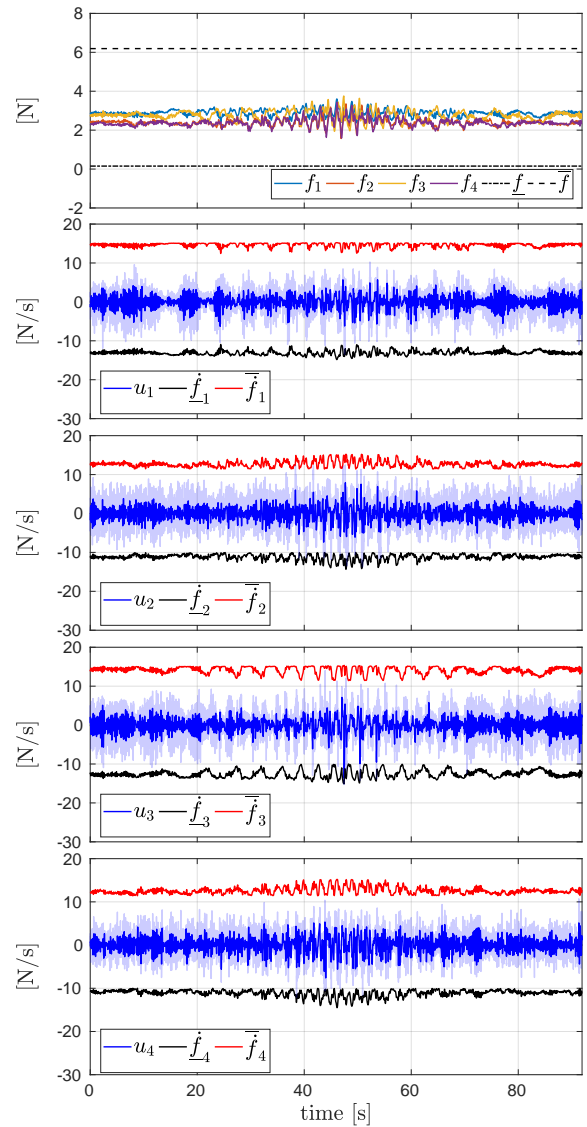 8
6
4
2
0
-2
[N]
f₁ f₂ f₃ f₄ f̲ f̅
20
10
0
-10
-20
-30
[N/s]
u₁ ḟ̲₁ ḟ̅₁
20
10
0
-10
-20
-30
[N/s]
u₂ ḟ̲₂ ḟ̅₂
20
10
0
-10
-20
-30
[N/s]
u₃ ḟ̲₃ ḟ̅₃
20
10
0
-10
-20
-30
[N/s]
u₄ ḟ̲₄ ḟ̅₄
0 20 40 60 80
time [s]